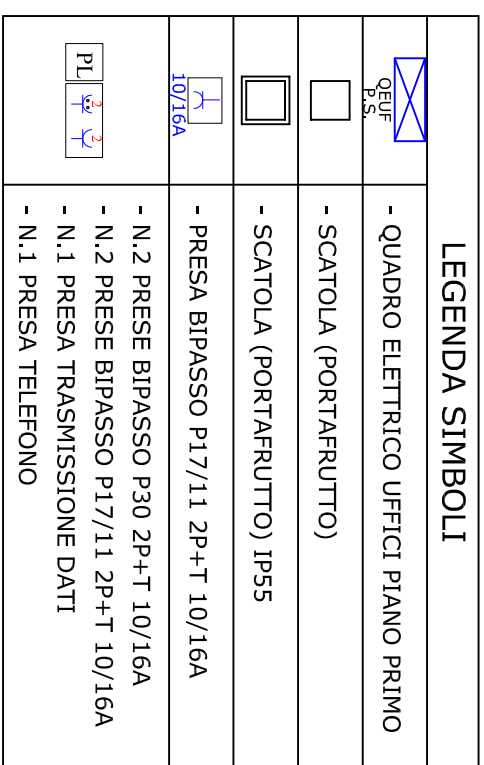 LEGENDA SIMBOLI
QEUF
P.S.
- QUADRO ELETTRICO UFFICI PIANO PRIMO
- SCATOLA (PORTAFRUTTO)
- SCATOLA (PORTAFRUTTO) IP55
10/16A
- PRESA BIPASSO P17/11 2P+T 10/16A
PL
2 2
- N.2 PRESE BIPASSO P30 2P+T 10/16A
- N.2 PRESE BIPASSO P17/11 2P+T 10/16A
- N.1 PRESA TRASMISSIONE DATI
- N.1 PRESA TELEFONO